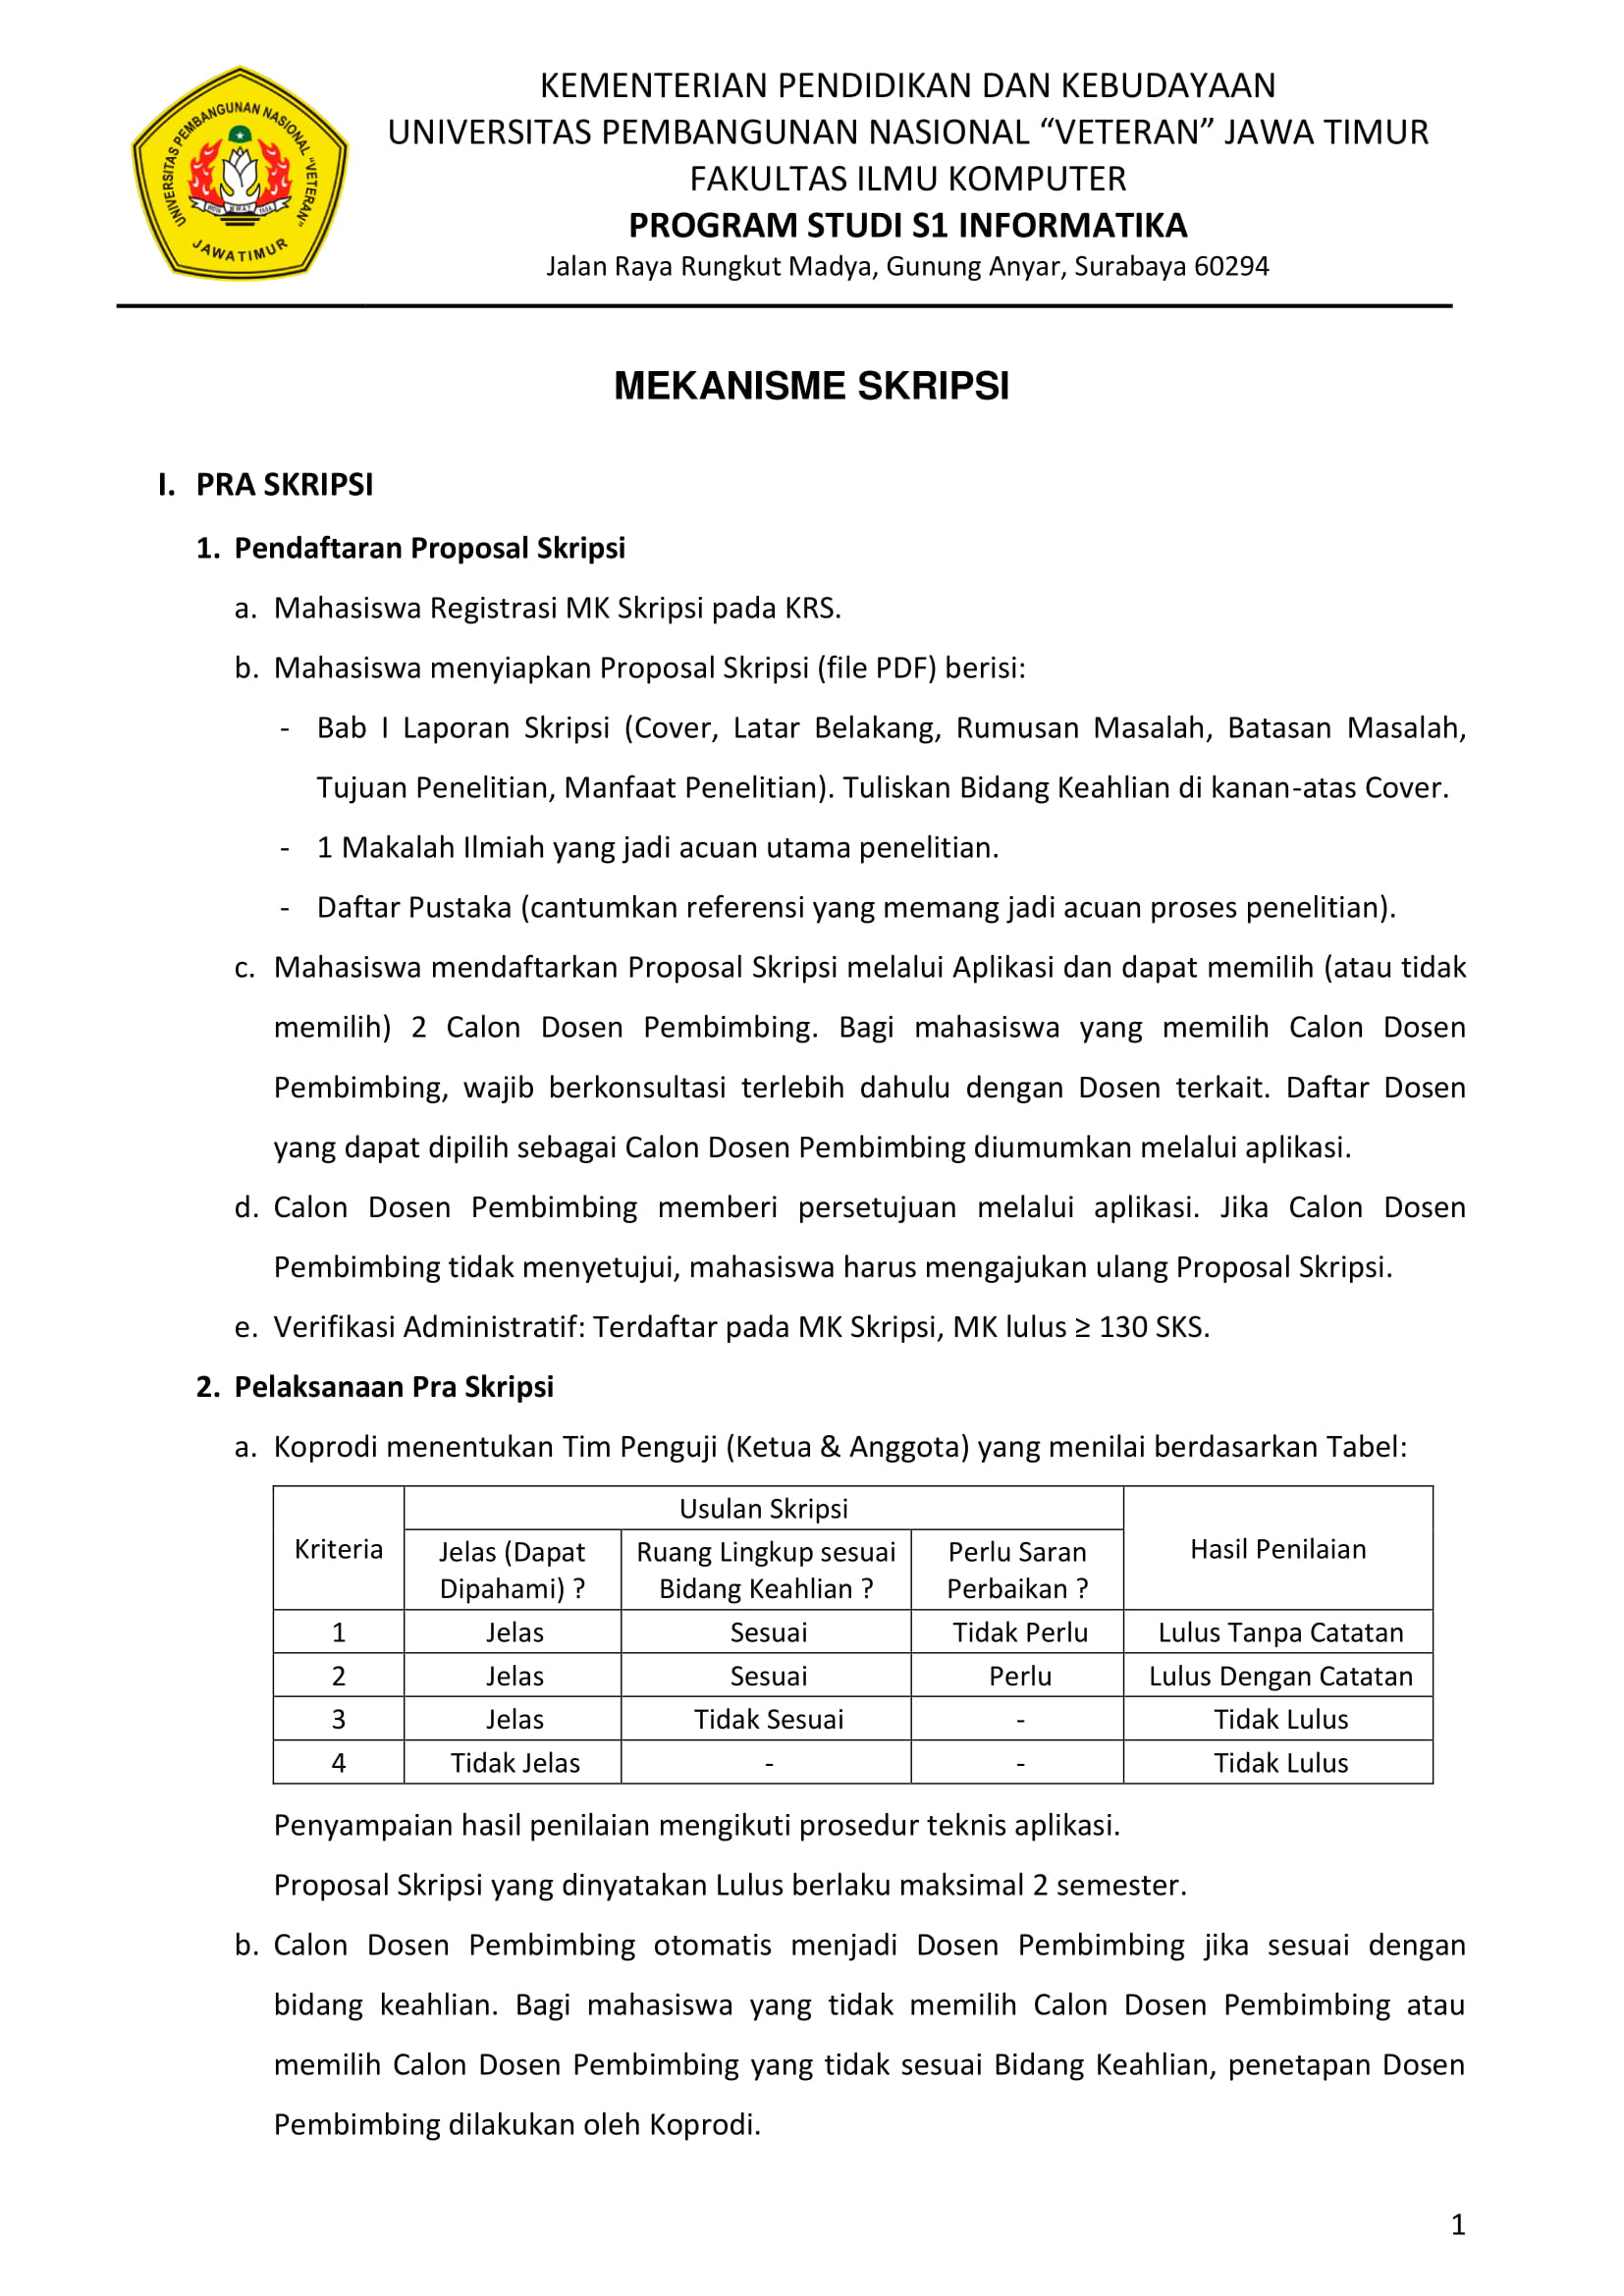 UNIVERSITAS PEMBANGUNAN NASIONAL "VETERAN"
JAWA TIMUR
KEMENTERIAN PENDIDIKAN DAN KEBUDAYAAN
UNIVERSITAS PEMBANGUNAN NASIONAL “VETERAN” JAWA TIMUR
FAKULTAS ILMU KOMPUTER
PROGRAM STUDI S1 INFORMATIKA
Jalan Raya Rungkut Madya, Gunung Anyar, Surabaya 60294
MEKANISME SKRIPSI
I. PRA SKRIPSI
1. Pendaftaran Proposal Skripsi
a. Mahasiswa Registrasi MK Skripsi pada KRS.
b. Mahasiswa menyiapkan Proposal Skripsi (file PDF) berisi:
- Bab I Laporan Skripsi (Cover, Latar Belakang, Rumusan Masalah, Batasan Masalah,
Tujuan Penelitian, Manfaat Penelitian). Tuliskan Bidang Keahlian di kanan-atas Cover.
- 1 Makalah Ilmiah yang jadi acuan utama penelitian.
- Daftar Pustaka (cantumkan referensi yang memang jadi acuan proses penelitian).
c. Mahasiswa mendaftarkan Proposal Skripsi melalui Aplikasi dan dapat memilih (atau tidak
memilih) 2 Calon Dosen Pembimbing. Bagi mahasiswa yang memilih Calon Dosen
Pembimbing, wajib berkonsultasi terlebih dahulu dengan Dosen terkait. Daftar Dosen
yang dapat dipilih sebagai Calon Dosen Pembimbing diumumkan melalui aplikasi.
d. Calon Dosen Pembimbing memberi persetujuan melalui aplikasi. Jika Calon Dosen
Pembimbing tidak menyetujui, mahasiswa harus mengajukan ulang Proposal Skripsi.
e. Verifikasi Administratif: Terdaftar pada MK Skripsi, MK lulus ≥ 130 SKS.
2. Pelaksanaan Pra Skripsi
a. Koprodi menentukan Tim Penguji (Ketua & Anggota) yang menilai berdasarkan Tabel:
Kriteria Usulan Skripsi Hasil Penilaian
Jelas (Dapat Dipahami) ? Ruang Lingkup sesuai Bidang Keahlian ? Perlu Saran Perbaikan ?
1 Jelas Sesuai Tidak Perlu Lulus Tanpa Catatan
2 Jelas Sesuai Perlu Lulus Dengan Catatan
3 Jelas Tidak Sesuai - Tidak Lulus
4 Tidak Jelas - - Tidak Lulus
Penyampaian hasil penilaian mengikuti prosedur teknis aplikasi.
Proposal Skripsi yang dinyatakan Lulus berlaku maksimal 2 semester.
b. Calon Dosen Pembimbing otomatis menjadi Dosen Pembimbing jika sesuai dengan
bidang keahlian. Bagi mahasiswa yang tidak memilih Calon Dosen Pembimbing atau
memilih Calon Dosen Pembimbing yang tidak sesuai Bidang Keahlian, penetapan Dosen
Pembimbing dilakukan oleh Koprodi.
1